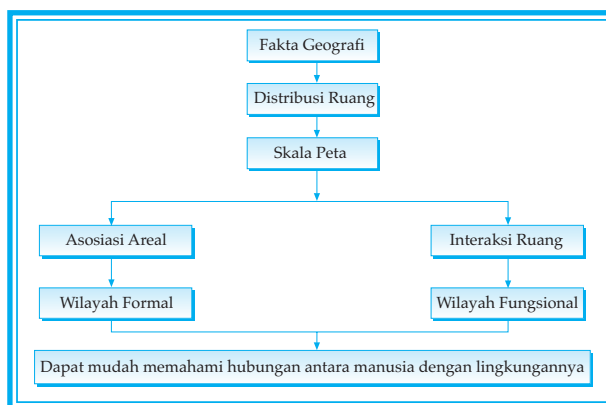 Fakta Geografi
Distribusi Ruang
Skala Peta
Asosiasi Areal
Interaksi Ruang
Wilayah Formal
Wilayah Fungsional
Dapat mudah memahami hubungan antara manusia dengan lingkungannya